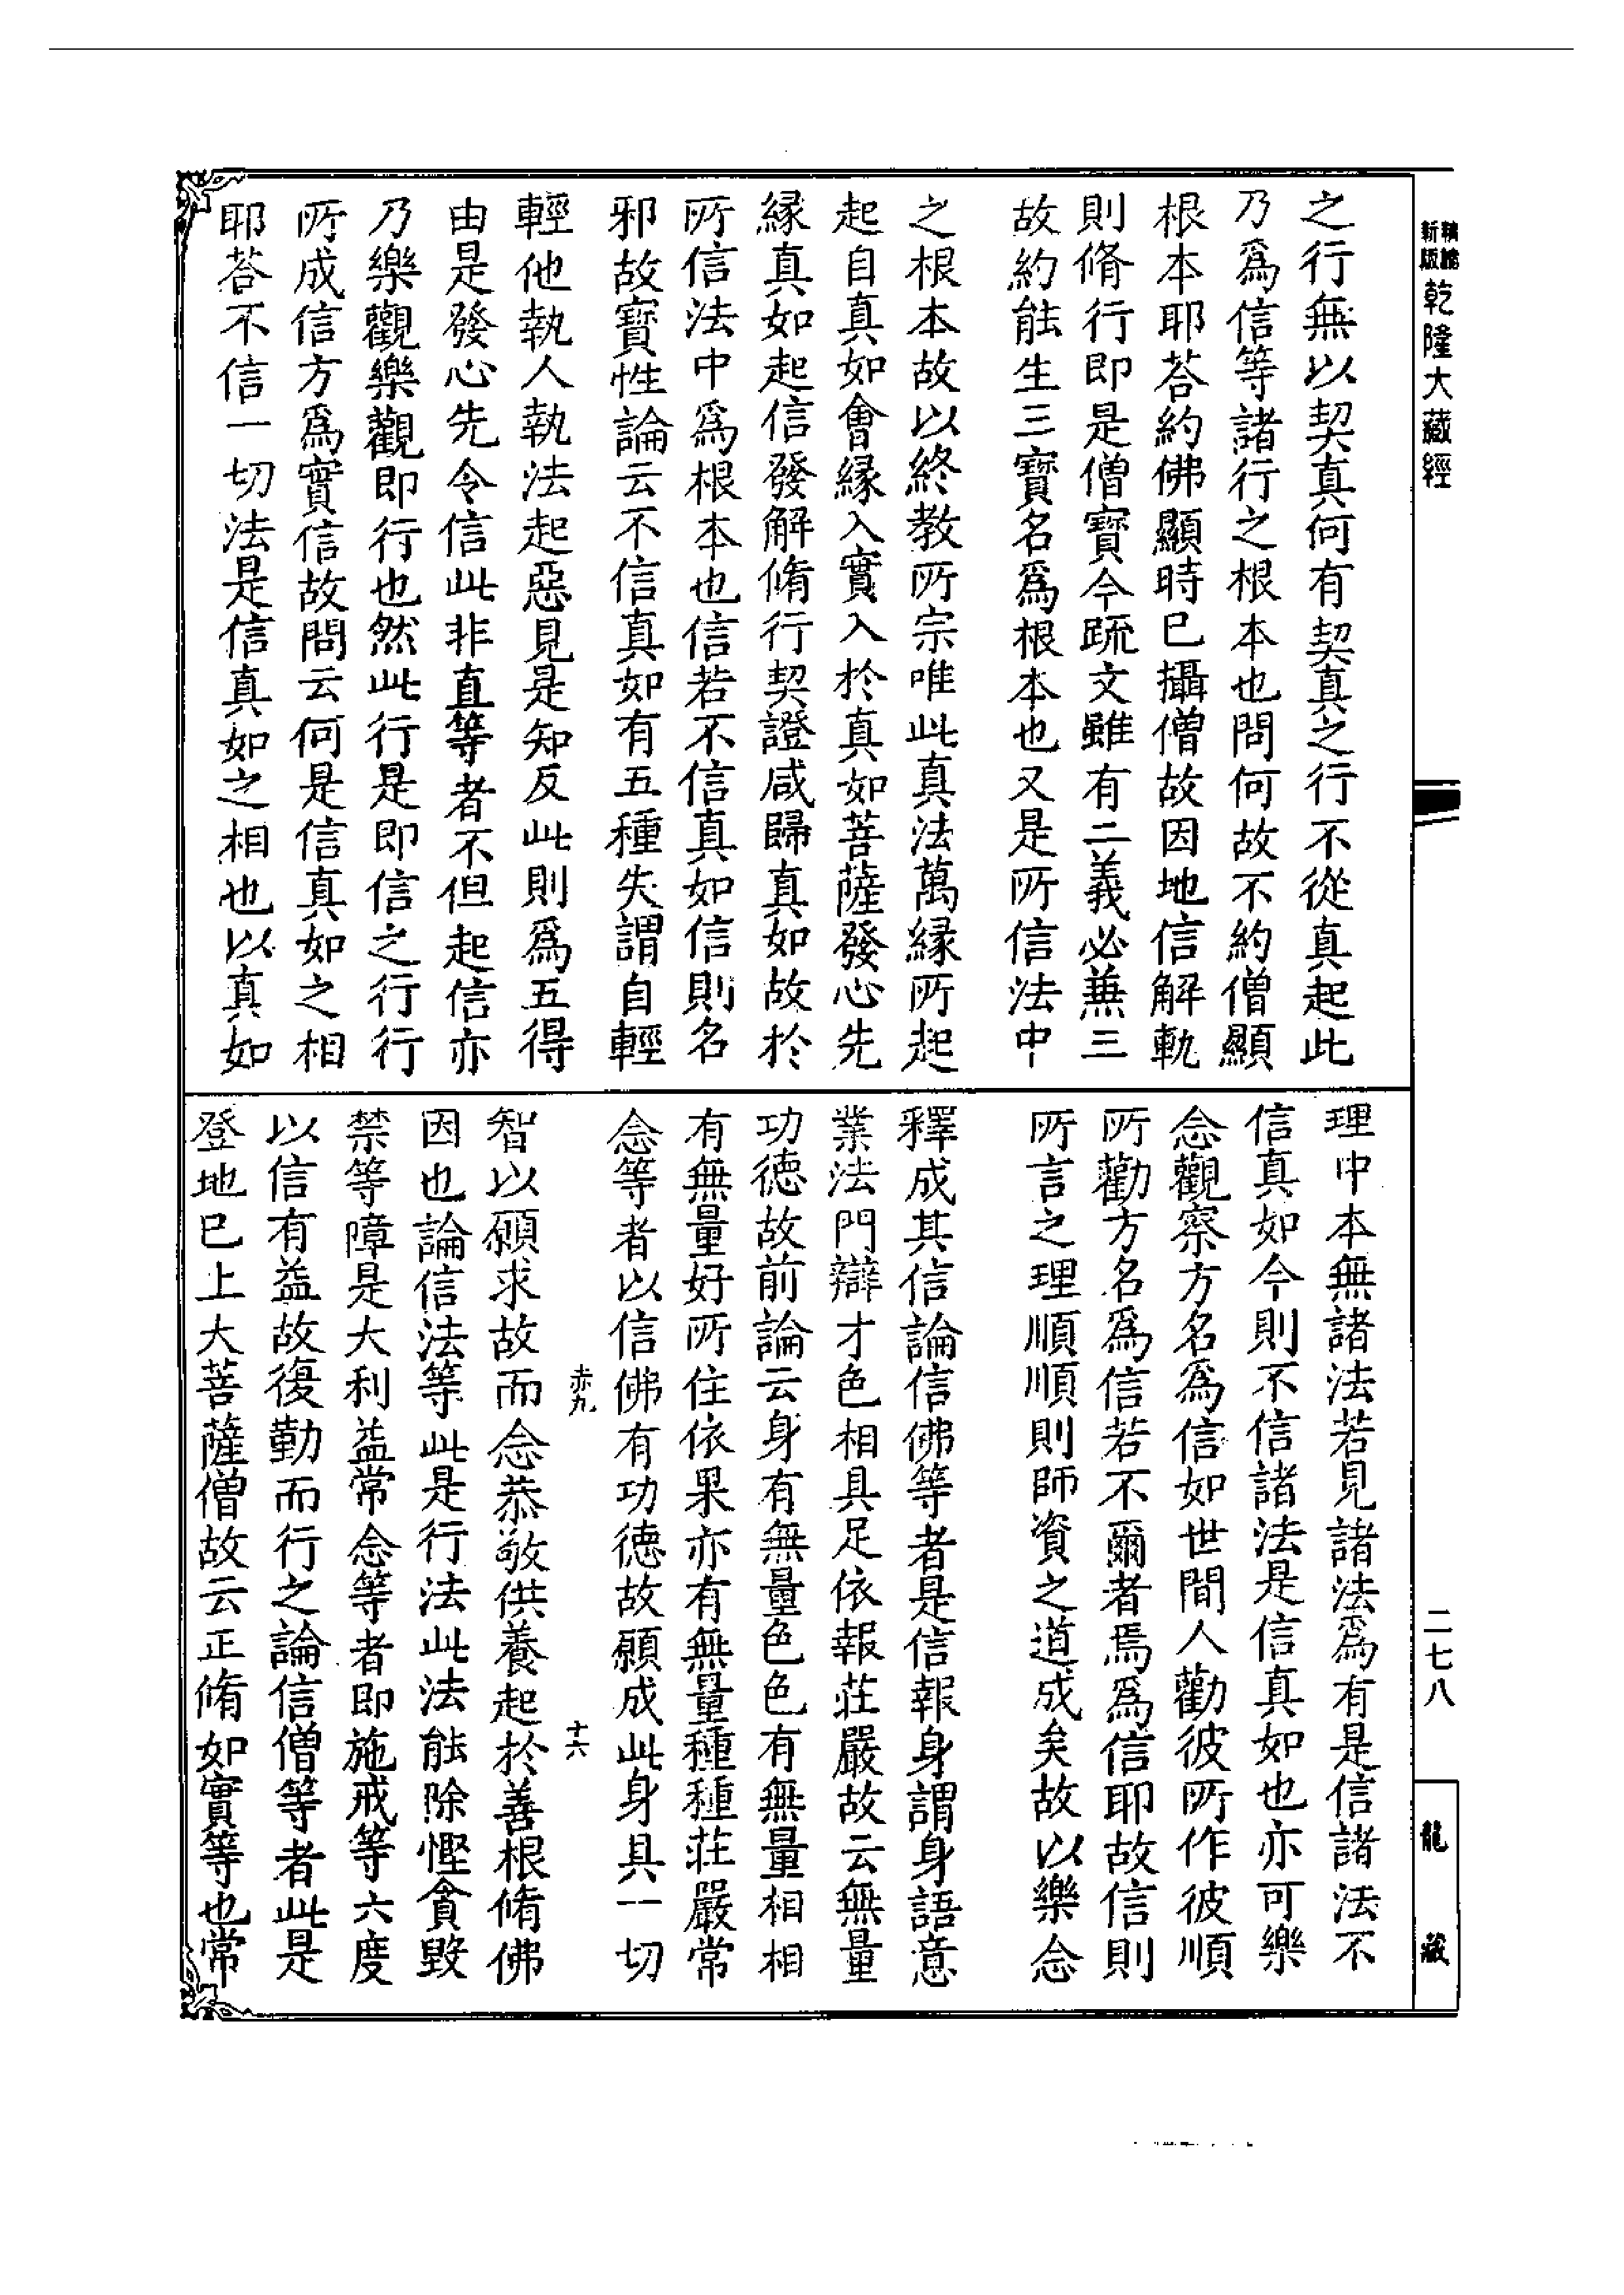 新版
乾隆大藏經
之行無以契真何有契真之行不從真起此
乃爲信等諸行之根本也問何故不約僧顯
根本耶荅約佛顯時巳攝僧故因地信解軌
則脩行即是僧寶今疏文雖有二義必兼三
故約能生三寶名爲根本也又是所信法中
之根本故以終教所宗唯此真法萬緣所起
起自真如會緣入實入於真如菩薩發心先
緣真如起信發解脩行契證咸歸真如故於
所信法中爲根本也信若不信真如信則名
邪故寶性論云不信真如有五種失謂自輕
輕他執人執法起惡見是知反此則爲五得
由是發心先令信此非直等者不但起信亦
乃樂觀樂觀即行也然此行是即信之行行
所成信方爲實信故問云何是信真如之相
耶荅不信一切法是信真如之相也以真如
理中本無諸法若見諸法爲有是信諸法不
信真如今則不信諸法是信真如也亦可樂
念觀察方名爲信如世間人勸彼所作彼順
所勸方名爲信若不爾者焉爲信耶故信則
所言之理順順則師資之道成矣故以樂念
釋成其信論信佛等者是信報身謂身語意
業法門辯才色相具足依報莊嚴故云無量
功德故前論云身有無量色色有無量相相
有無量好所住依果亦有無量種種莊嚴常
念等者以信佛有功德故願成此身具一切
赤九
十六
智以願求故而念恭敬供養起於善根脩佛
因也論信法等此是行法此法能除慳貪毀
禁等障是大利益常念等者即施戒等六度
以信有益故復勤而行之論信僧等者此是
登地巳上大菩薩僧故云正脩如實等也常
二七八
龍藏